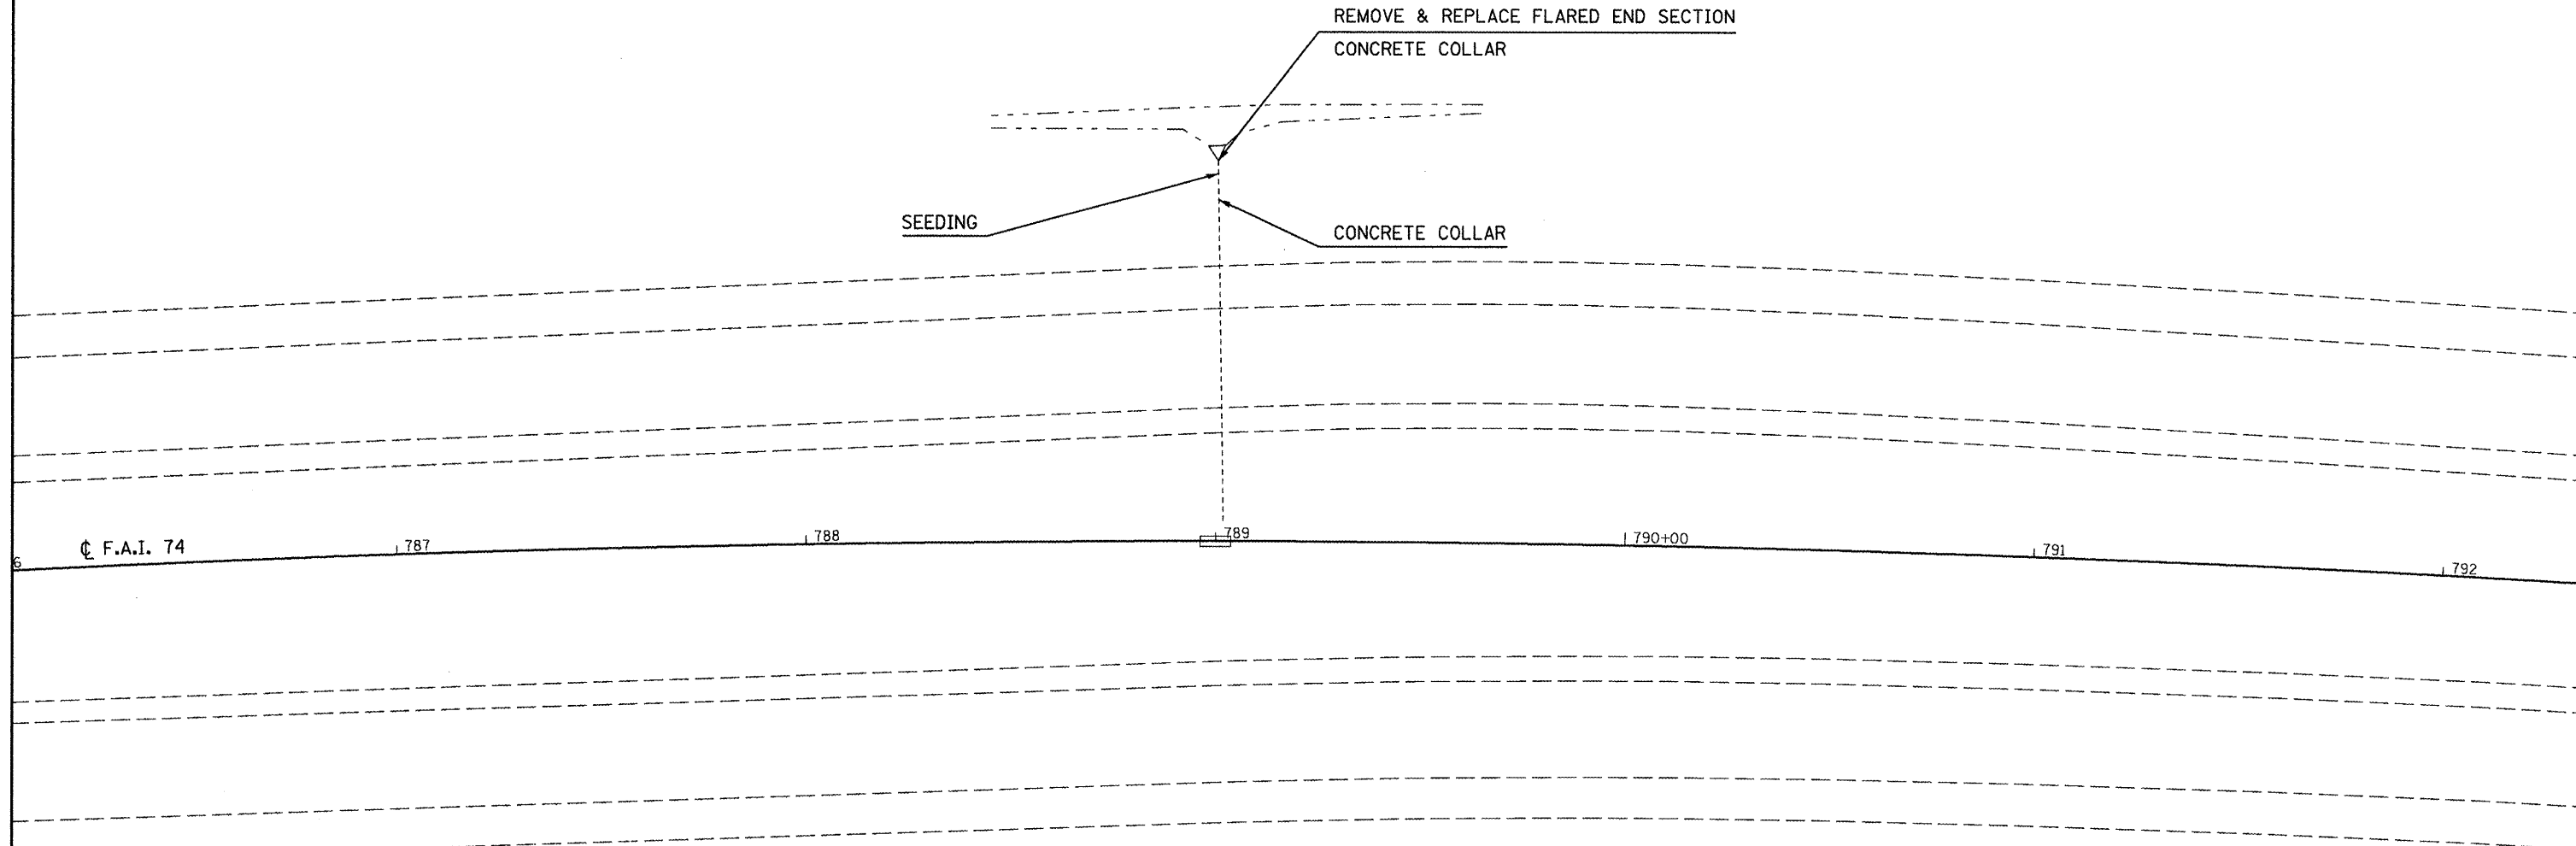 REMOVE & REPLACE FLARED END SECTION
CONCRETE COLLAR
SEEDING
CONCRETE COLLAR
6
℄ F.A.I. 74
787
788
789
790+00
791
792